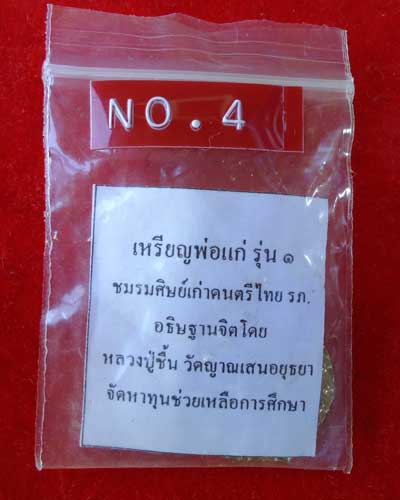 NO.4
เหรียญพ่อแก่ รุ่น ๑
ชมรมศิษย์เก่าดนตรีไทย รภ.
อธิษฐานจิตโดย
หลวงปู่ชื้น วัดญาณเสนอยุธยา
จัดหาทุนช่วยเหลือการศึกษา